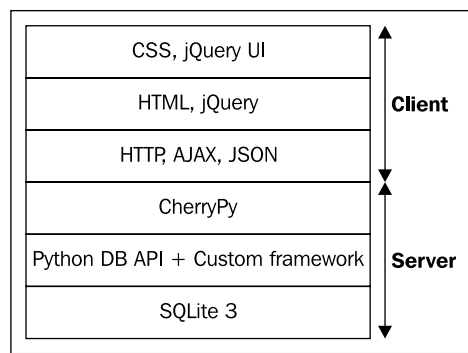 CSS, jQuery UI
HTML, jQuery
Client
HTTP, AJAX, JSON
CherryPy
Python DB API + Custom framework
Server
SQLite 3